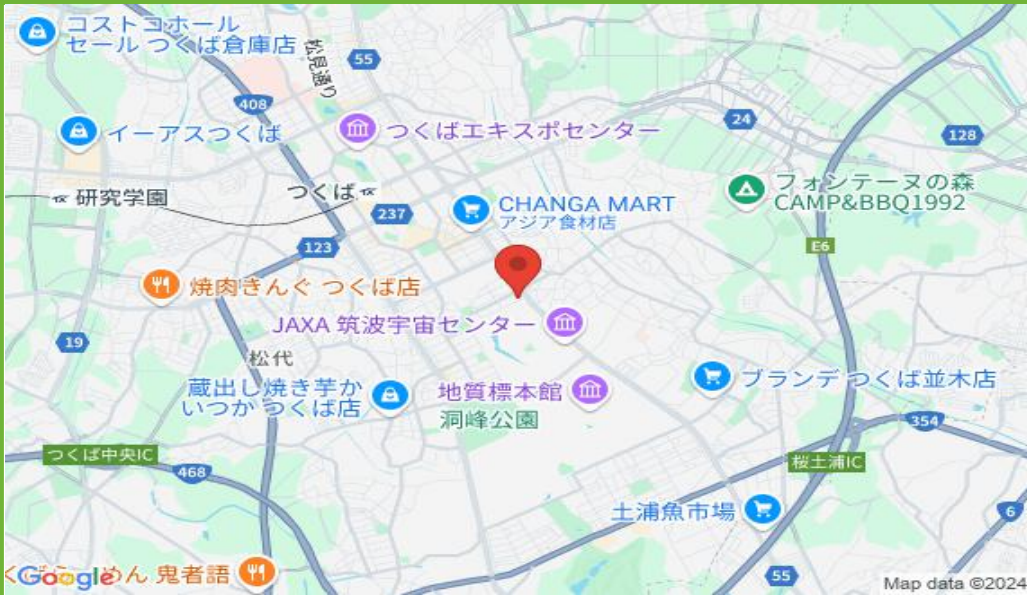 コストコホール
セール つくば倉庫店
松見通り
55
408
24
128
イーアスつくば
つくばエキスポセンター
研究学園
つくば
237
CHANGA MART
アジア食材店
フォンテーヌの森
CAMP&BBQ1992
123
E6
焼肉きんぐ つくば店
JAXA 筑波宇宙センター
19
松代
蔵出し焼き芋か
いつか つくば店
地質標本館
洞峰公園
ブランデ つくば並木店
354
つくば中央IC
468
桜土浦IC
土浦魚市場
6
Google
めん 鬼者語
55
Map data ©2024